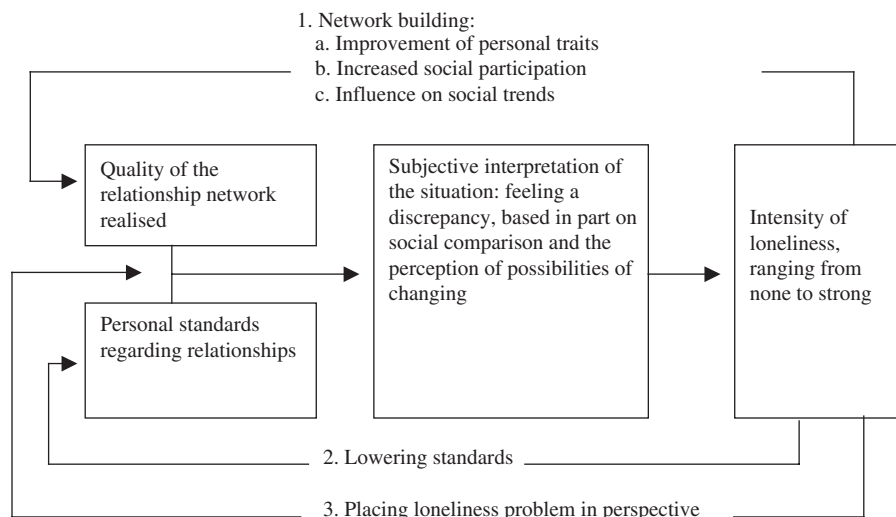 1. Network building:
a. Improvement of personal traits
b. Increased social participation
c. Influence on social trends
Quality of the
relationship network
realised
Personal standards
regarding relationships
Subjective interpretation of
the situation: feeling a
discrepancy, based in part on
social comparison and the
perception of possibilities of
changing
Intensity of
loneliness,
ranging from
none to strong
2. Lowering standards
3. Placing loneliness problem in perspective